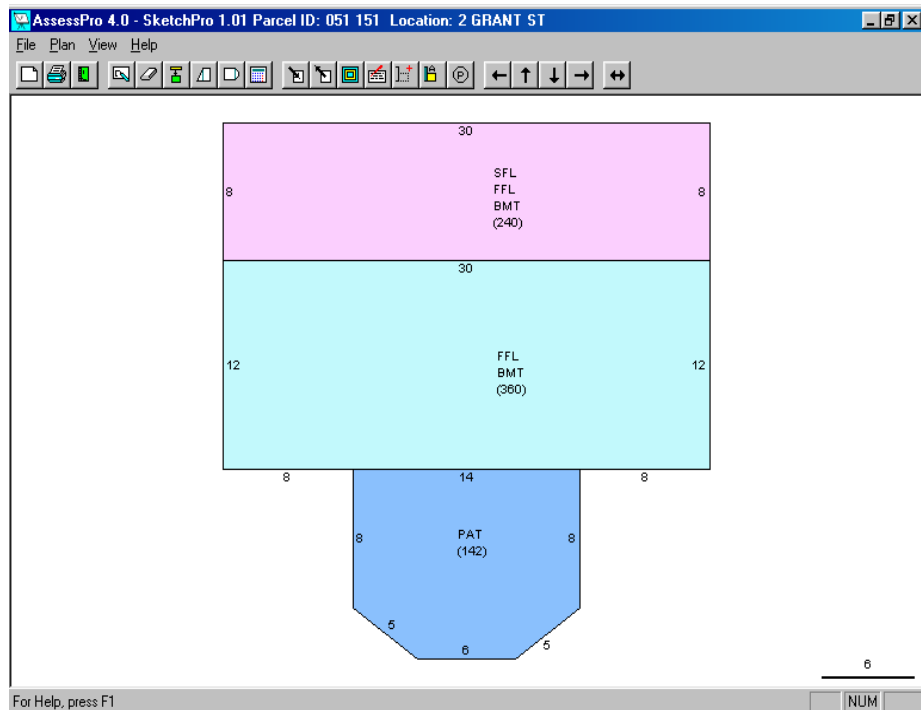 AssessPro 4.0 - SketchPro 1.01 Parcel ID: 051 151 Location: 2 GRANT ST
File Plan View Help
P
30
SFL
8
FFL
8
BMT
(240)
30
12
FFL
12
BMT
(360)
8
14
8
8
PAT
8
(142)
5
6
5
6
For Help, press F1
NUM